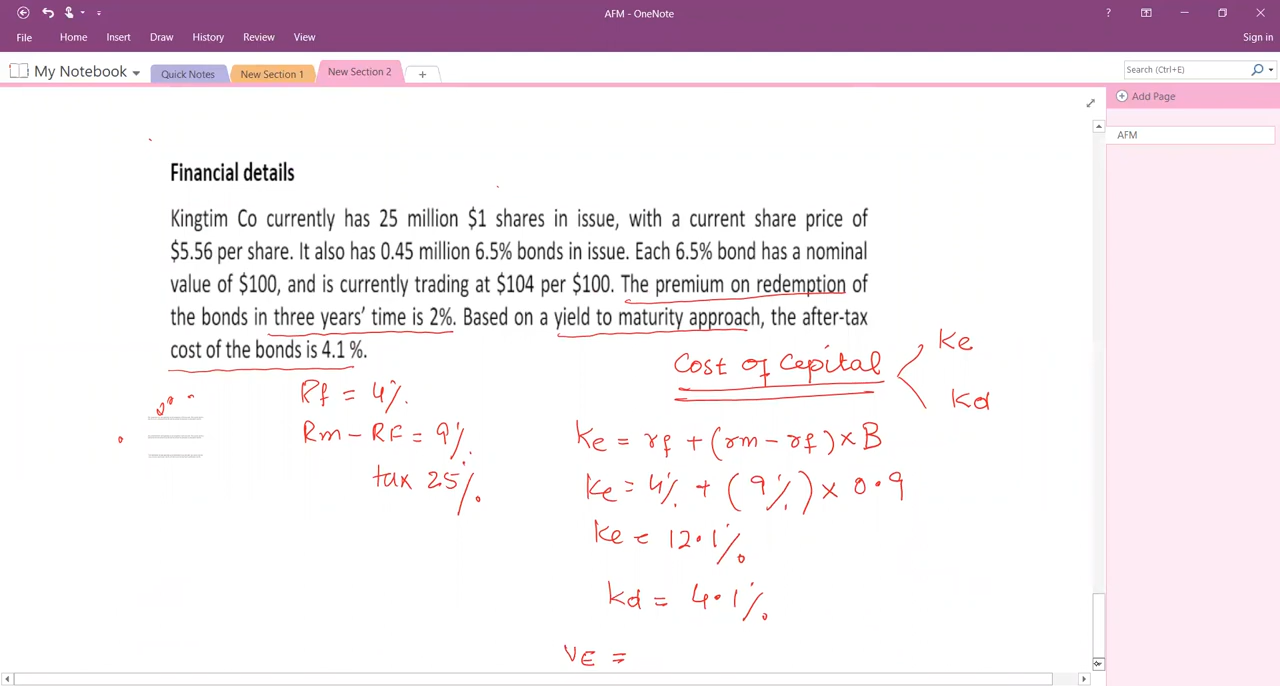 AFM - OneNote
?
File Home Insert Draw History Review View
Sign in
My Notebook Quick Notes New Section 1 New Section 2 +
Search (Ctrl+E)
Add Page
AFM
Financial details
Kingtim Co currently has 25 million $1 shares in issue, with a current share price of
$5.56 per share. It also has 0.45 million 6.5% bonds in issue. Each 6.5% bond has a nominal
value of $100, and is currently trading at $104 per $100. The premium on redemption of
the bonds in three years' time is 2%. Based on a yield to maturity approach, the after-tax
cost of the bonds is 4.1 %.
Cost of Capital
Ke
Kd
Rf = 4%.
Rm - RF = 9%
tax 25%
Ke = rf + (rm - rf) × B
Ke = 4% + (9%) × 0.9
Ke = 12.1%
Kd = 4.1%
VE =